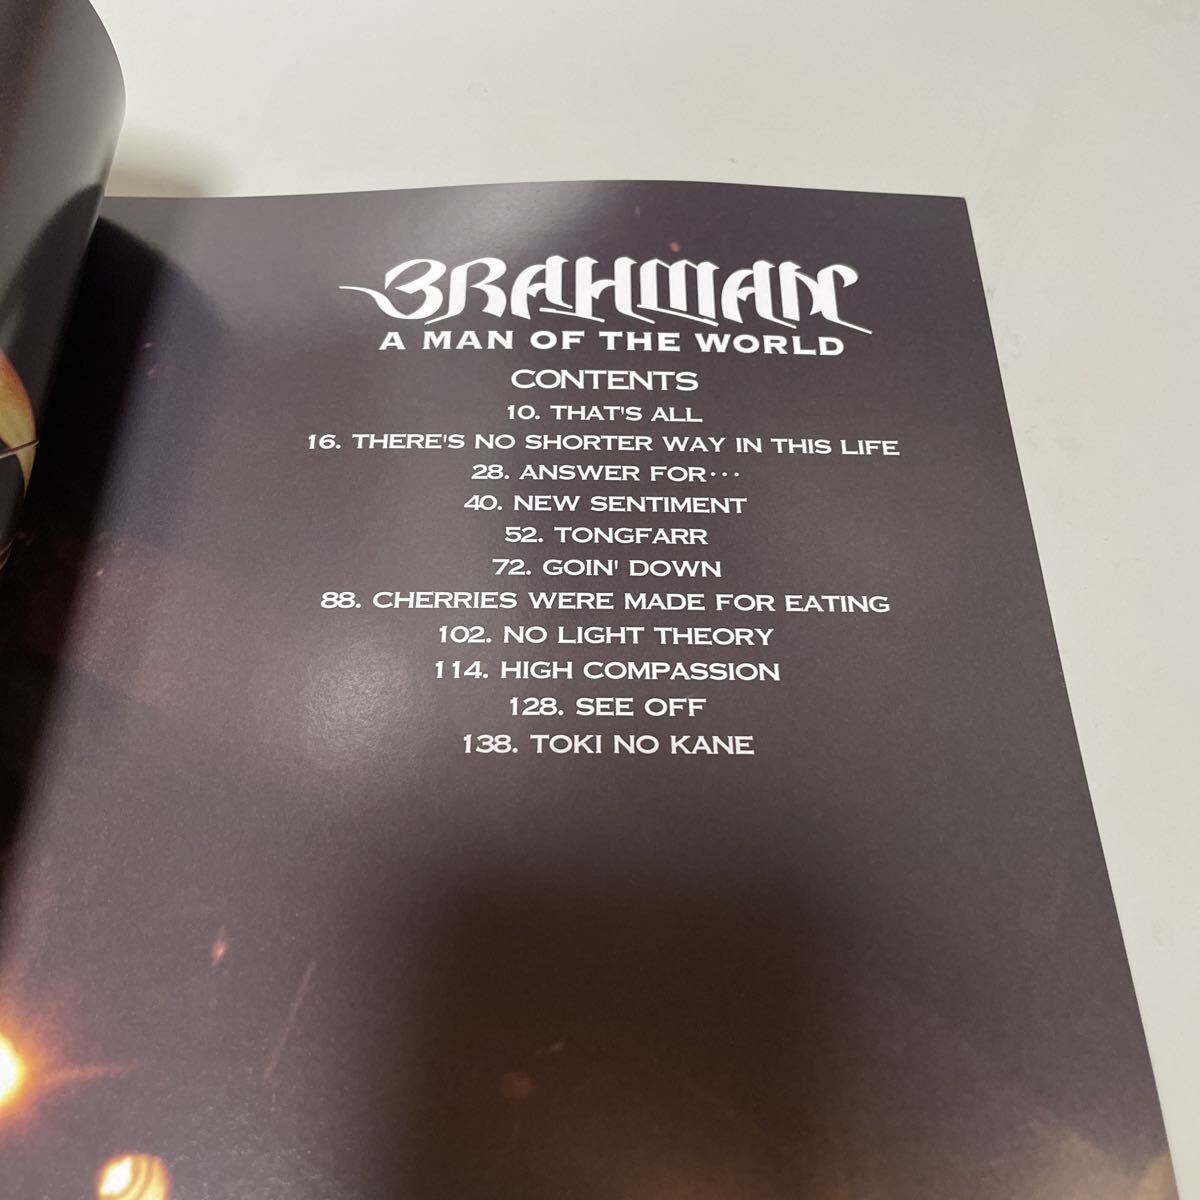 BRAHMAN
A MAN OF THE WORLD
CONTENTS
10. THAT'S ALL
16. THERE'S NO SHORTER WAY IN THIS LIFE
28. ANSWER FOR···
40. NEW SENTIMENT
52. TONGFARR
72. GOIN' DOWN
88. CHERRIES WERE MADE FOR EATING
102. NO LIGHT THEORY
114. HIGH COMPASSION
128. SEE OFF
138. TOKI NO KANE